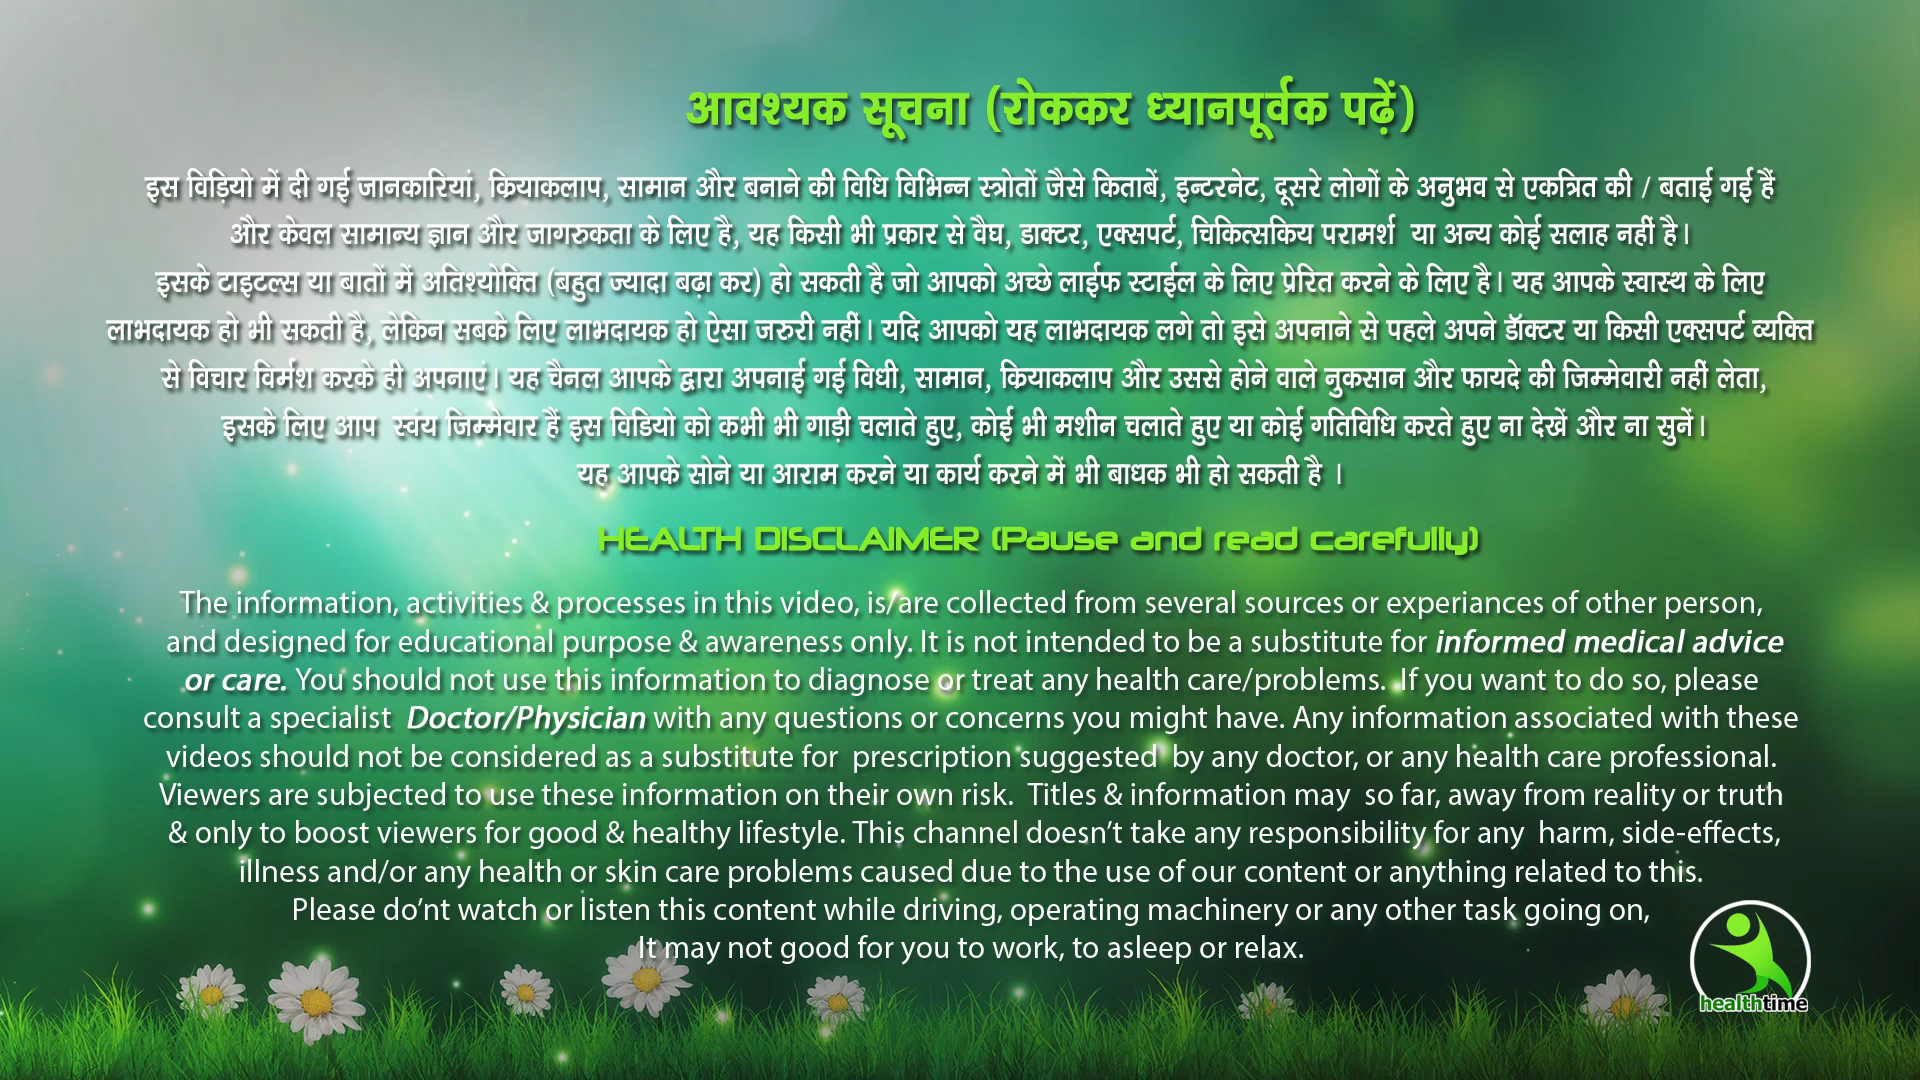 आवश्यक सूचना (रोककर ध्यानपूर्वक पढ़ें)
इस विड़ियो में दी गई जानकारियां, क्रियाकलाप, सामान और बनाने की विधि विभिन्न स्त्रोतों जैसे किताबें, इन्टरनेट, दूसरे लोगों के अनुभव से एकत्रित की / बताई गई हैं
और केवल सामान्य ज्ञान और जागरुकता के लिए है, यह किसी भी प्रकार से वैघ, डाक्टर, एक्सपर्ट, चिकित्सकिय परामर्श या अन्य कोई सलाह नहीं है।
इसके टाइटल्स या बातों में अतिश्योक्ति (बहुत ज्यादा बढ़ा कर) हो सकती है जो आपको अच्छे लाईफ स्टाईल के लिए प्रेरित करने के लिए है। यह आपके स्वास्थ के लिए
लाभदायक हो भी सकती है, लेकिन सबके लिए लाभदायक हो ऐसा जरुरी नहीं। यदि आपको यह लाभदायक लगे तो इसे अपनाने से पहले अपने डॅाक्टर या किसी एक्सपर्ट व्यक्ति
से विचार विर्मश करके ही अपनाएं। यह चैनल आपके द्वारा अपनाई गई विधी, सामान, क्रियाकलाप और उससे होने वाले नुकसान और फायदे की जिम्मेवारी नहीं लेता,
इसके लिए आप स्वंय जिम्मेवार हैं इस विडियो को कभी भी गाड़ी चलाते हुए, कोई भी मशीन चलाते हुए या कोई गतिविधि करते हुए ना देखें और ना सुनें।
यह आपके सोने या आराम करने या कार्य करने में भी बाधक भी हो सकती है ।
HEALTH DISCLAIMER (Pause and read carefully)
The information, activities & processes in this video, is/are collected from several sources or experiances of other person,
and designed for educational purpose & awareness only. It is not intended to be a substitute for informed medical advice
or care. You should not use this information to diagnose or treat any health care/problems. If you want to do so, please
consult a specialist Doctor/Physician with any questions or concerns you might have. Any information associated with these
videos should not be considered as a substitute for prescription suggested by any doctor, or any health care professional.
Viewers are subjected to use these information on their own risk. Titles & information may so far, away from reality or truth
& only to boost viewers for good & healthy lifestyle. This channel doesn’t take any responsibility for any harm, side-effects,
illness and/or any health or skin care problems caused due to the use of our content or anything related to this.
Please do’nt watch or listen this content while driving, operating machinery or any other task going on,
It may not good for you to work, to asleep or relax.
healthtime